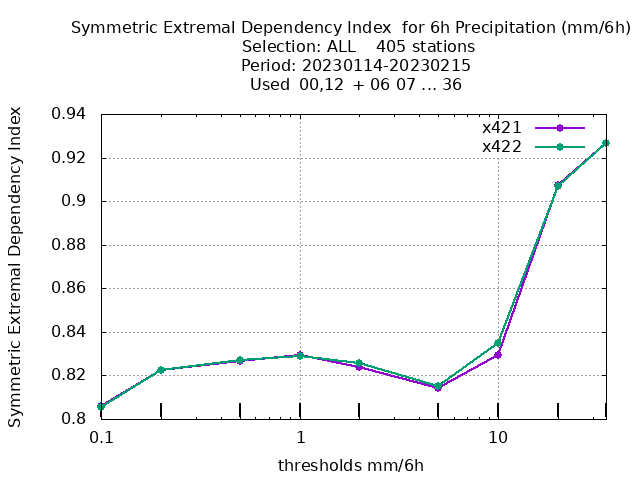 Symmetric Extremal Dependency Index  for 6h Precipitation (mm/6h)
Selection: ALL    405 stations
Period: 20230114-20230215
Used  00,12  + 06 07 ... 36
Symmetric Extremal Dependency Index
0.94
0.92
0.9
0.88
0.86
0.84
0.82
0.8
x421
x422
0.1
1
10
thresholds mm/6h